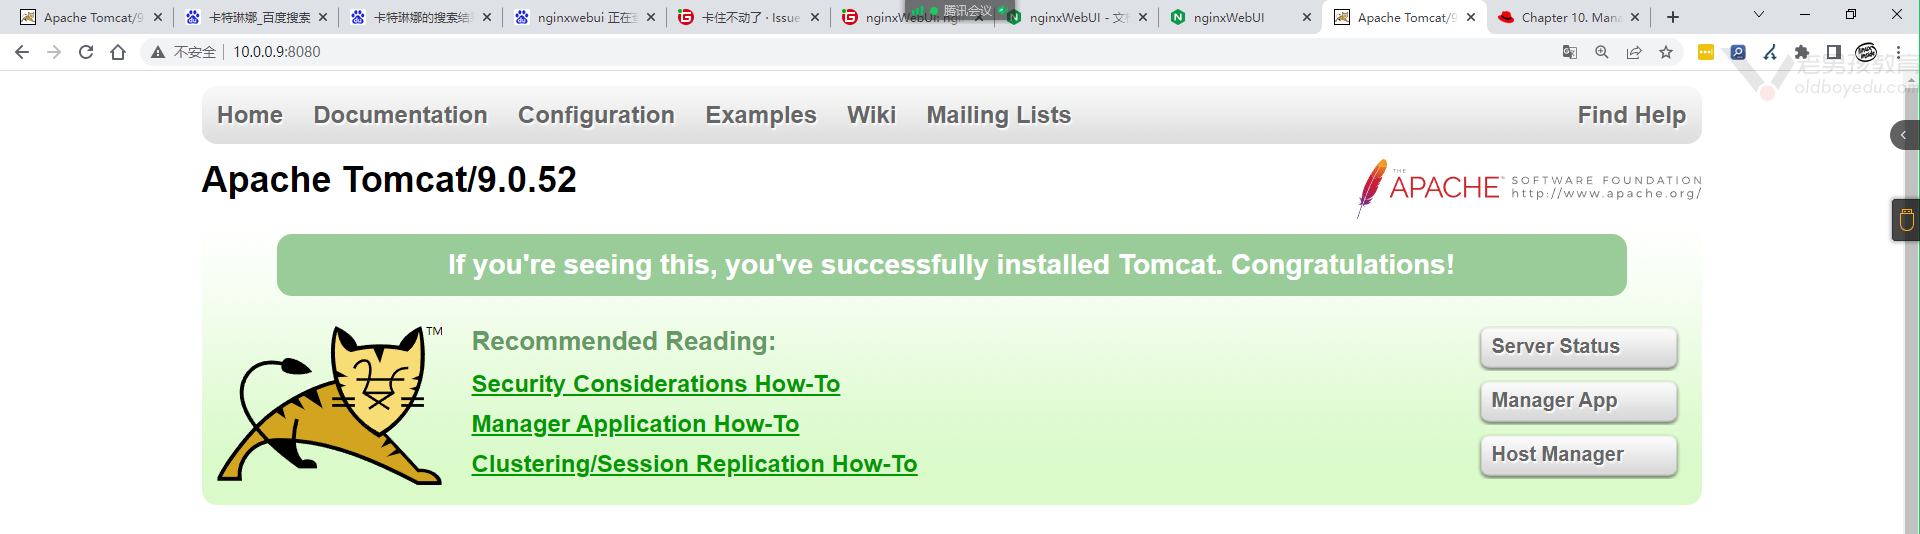 Apache Tomcat/9
卡特琳娜_百度搜索
卡特琳娜的搜索结
nginxwebui 正在
卡住不动了 · Issue
nginxWebUI: ng
腾讯会议
nginxWebUI - 文
nginxWebUI
Apache Tomcat/9
Chapter 10. Mana
不安全
10.0.0.9:8080
老男孩教育
oldboyedu.com
Home
Documentation
Configuration
Examples
Wiki
Mailing Lists
Find Help
Apache Tomcat/9.0.52
THE
APACHE
SOFTWARE FOUNDATION
http://www.apache.org/
If you're seeing this, you've successfully installed Tomcat. Congratulations!
TM
Recommended Reading:
Security Considerations How-To
Manager Application How-To
Clustering/Session Replication How-To
Server Status
Manager App
Host Manager